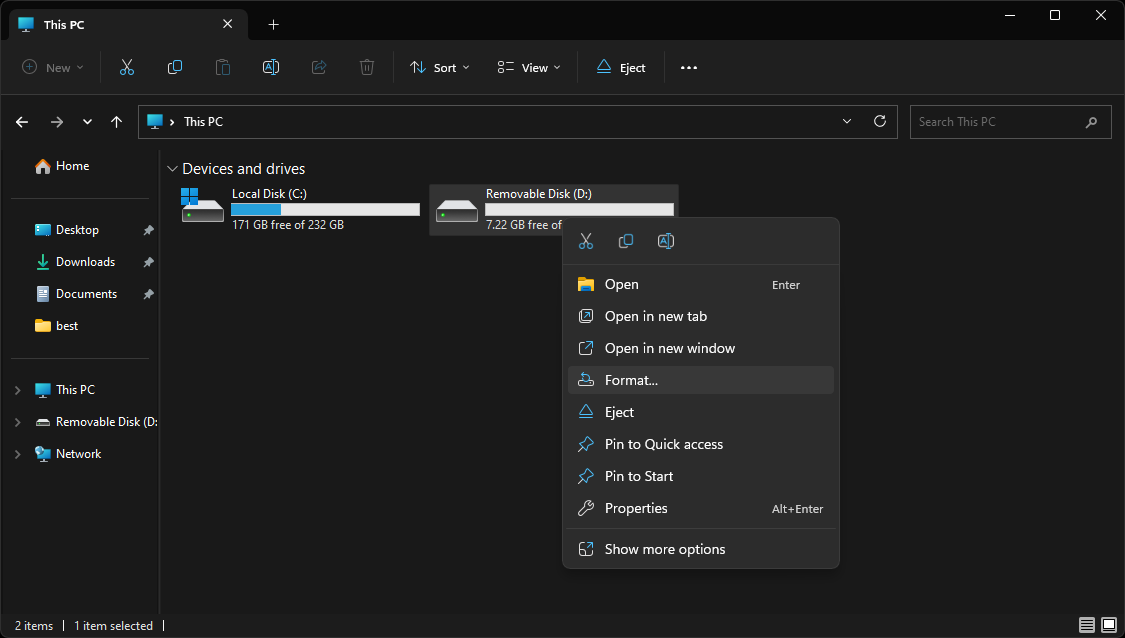 This PC
New
Sort
View
Eject
This PC
Search This PC
Home
Desktop
Downloads
Documents
best
This PC
Removable Disk (D:
Network
Devices and drives
Local Disk (C:)
171 GB free of 232 GB
Removable Disk (D:)
7.22 GB free of
Open Enter
Open in new tab
Open in new window
Format...
Eject
Pin to Quick access
Pin to Start
Properties Alt+Enter
Show more options
2 items 1 item selected